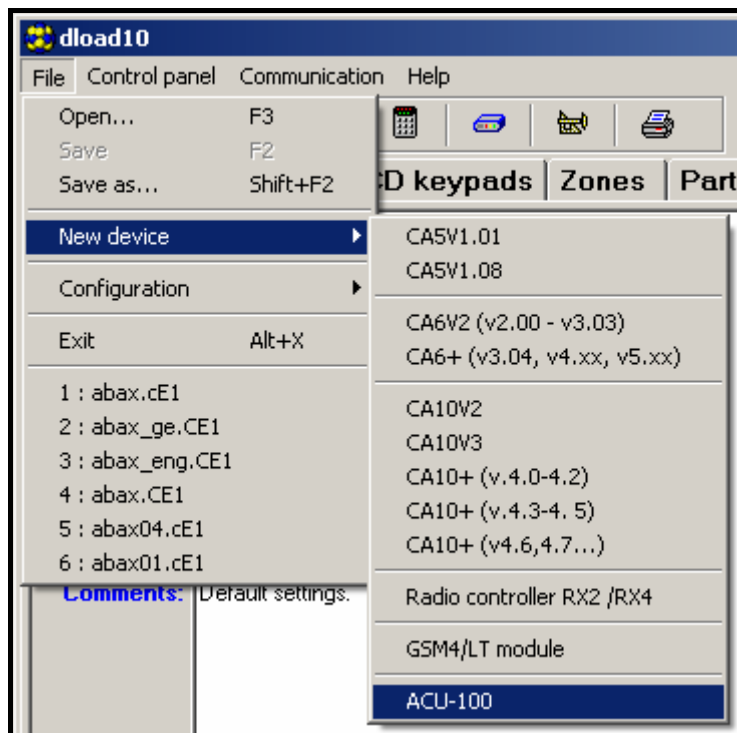 dload10
File Control panel Communication Help
Open... F3
Save F2
Save as... Shift+F2
CD keypads Zones Part
New device
Configuration
Exit Alt+X
1 : abax.cE1
2 : abax_ge.CE1
3 : abax_eng.CE1
4 : abax.CE1
5 : abax04.cE1
6 : abax01.cE1
CA5V1.01
CA5V1.08
CA6V2 (v2.00 - v3.03)
CA6+ (v3.04, v4.xx, v5.xx)
CA10V2
CA10V3
CA10+ (v.4.0-4.2)
CA10+ (v.4.3-4. 5)
CA10+ (v4.6,4.7...)
Radio controller RX2 /RX4
GSM4/LT module
ACU-100
Comments: Default settings.